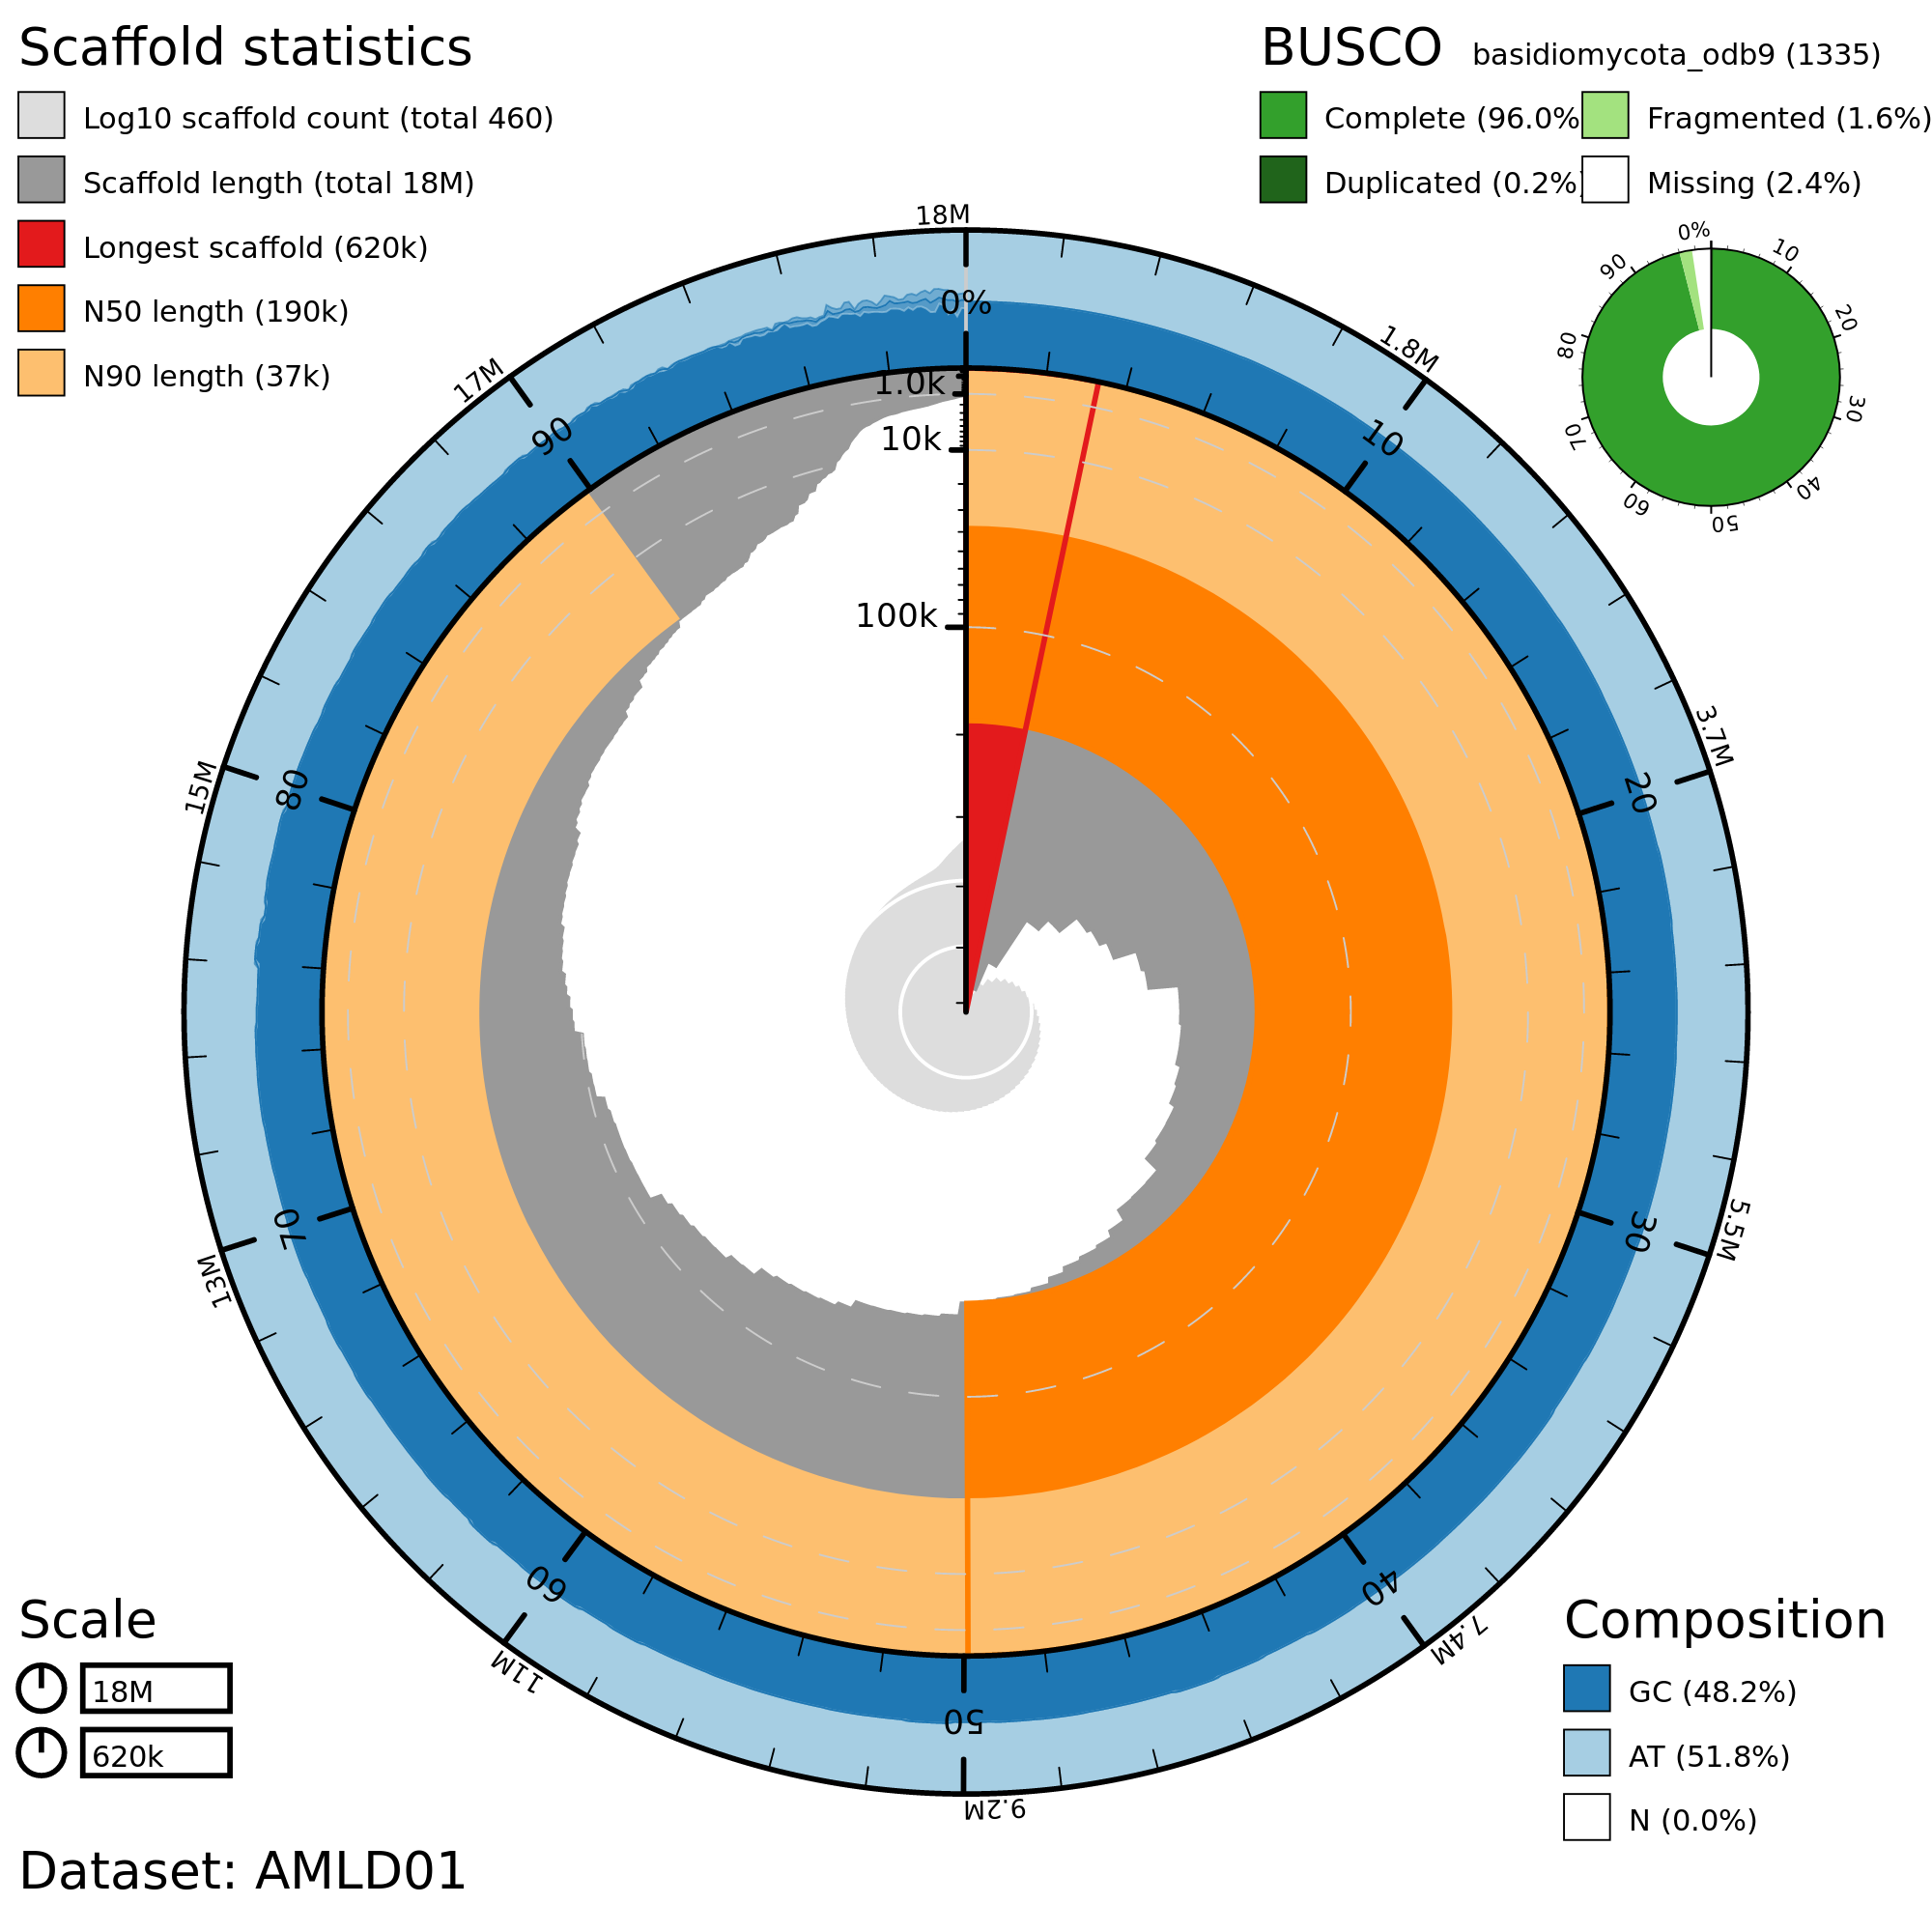 Scaffold statistics
Log10 scaffold count (total 460)
Scaffold length (total 18M)
Longest scaffold (620k)
N50 length (190k)
N90 length (37k)
BUSCO basidiomycota_odb9 (1335)
Complete (96.0%
Fragmented (1.6%)
Duplicated (0.2%)
Missing (2.4%)
0%
10
20
30
40
50
60
70
80
90
18M
1.8M
3.7M
5.5M
7.4M
9.2M
11M
13M
15M
17M
0%
10
20
30
40
50
60
70
80
90
1.0k
10k
100k
Scale
18M
620k
Composition
GC (48.2%)
AT (51.8%)
N (0.0%)
Dataset: AMLD01